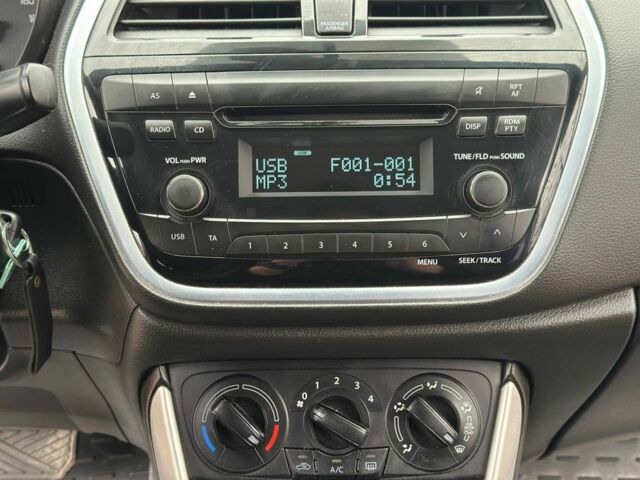 160
PASSENGER
AIRBAG
AS
RPT
AF
RADIO
CD
DISP
RDM
PTY
VOL PUSH PWR
TUNE/FLD PUSH SOUND
USB
USB F001-001
MP3 0:54
USB
TA
1 2 3 4 5 6
MENU
SEEK/TRACK
0 1 2 3 4
A/C